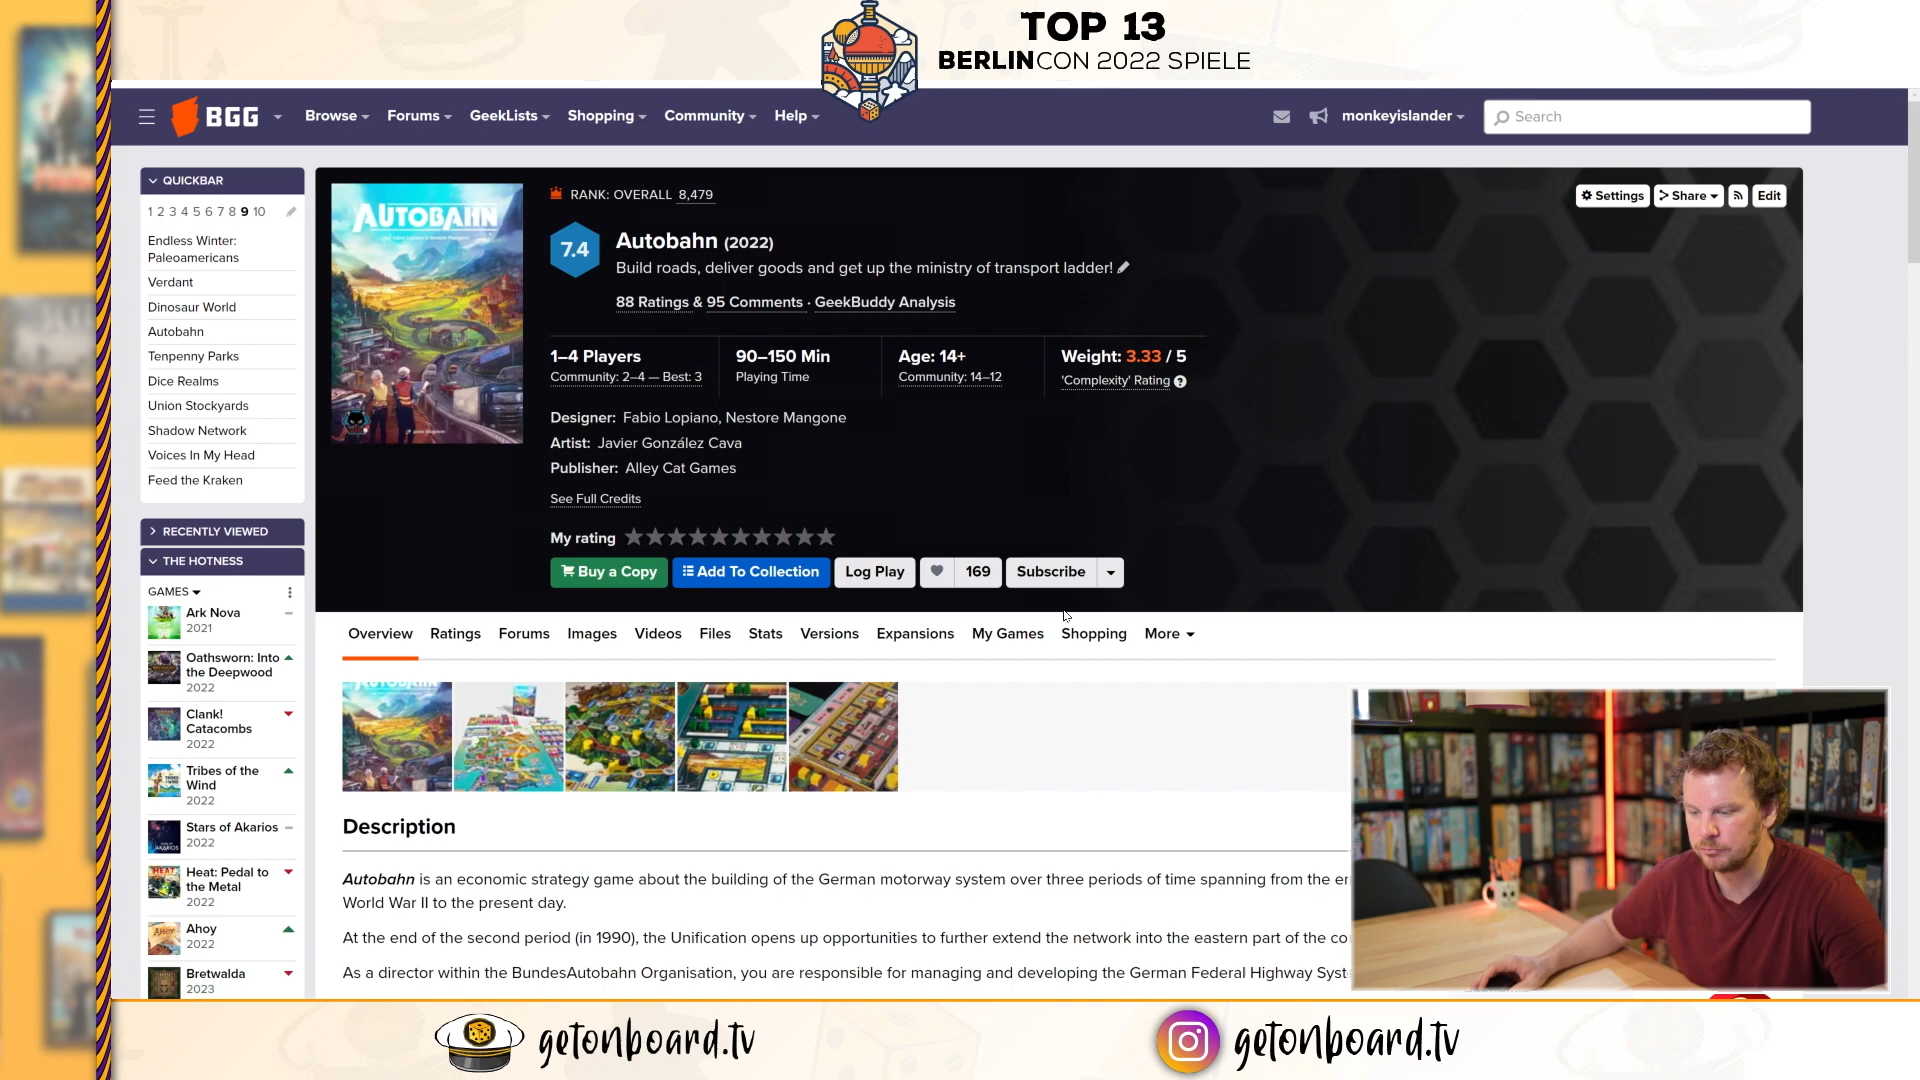 TOP 13
BERLINCON 2022 SPIELE
BGG
Browse
Forums
GeekLists
Shopping
Community
Help
monkeyislander
Search
QUICKBAR
1 2 3 4 5 6 7 8 9 10
Endless Winter:
Paleoamericans
Verdant
Dinosaur World
Autobahn
Tenpenny Parks
Dice Realms
Union Stockyards
Shadow Network
Voices In My Head
Feed the Kraken
RECENTLY VIEWED
THE HOTNESS
GAMES
Ark Nova
2021
Oathsworn: Into
the Deepwood
2022
Clank!
Catacombs
2022
Tribes of the
Wind
2022
Stars of Akarios
2022
Heat: Pedal to
the Metal
2022
Ahoy
2022
Bretwalda
2023
AUTOBAHN
RANK: OVERALL 8,479
Settings
Share
Edit
7.4
Autobahn (2022)
Build roads, deliver goods and get up the ministry of transport ladder!
88 Ratings & 95 Comments · GeekBuddy Analysis
1–4 Players
Community: 2–4 — Best: 3
90–150 Min
Playing Time
Age: 14+
Community: 14–12
Weight: 3.33 / 5
'Complexity' Rating ?
Designer: Fabio Lopiano, Nestore Mangone
Artist: Javier González Cava
Publisher: Alley Cat Games
See Full Credits
My rating
Buy a Copy
Add To Collection
Log Play
169
Subscribe
Overview
Ratings
Forums
Images
Videos
Files
Stats
Versions
Expansions
My Games
Shopping
More
Description
Autobahn is an economic strategy game about the building of the German motorway system over three periods of time spanning from the
World War II to the present day.
At the end of the second period (in 1990), the Unification opens up opportunities to further extend the network into the eastern part of the
As a director within the BundesAutobahn Organisation, you are responsible for managing and developing the German Federal Highway
getonboard.tv
getonboard.tv